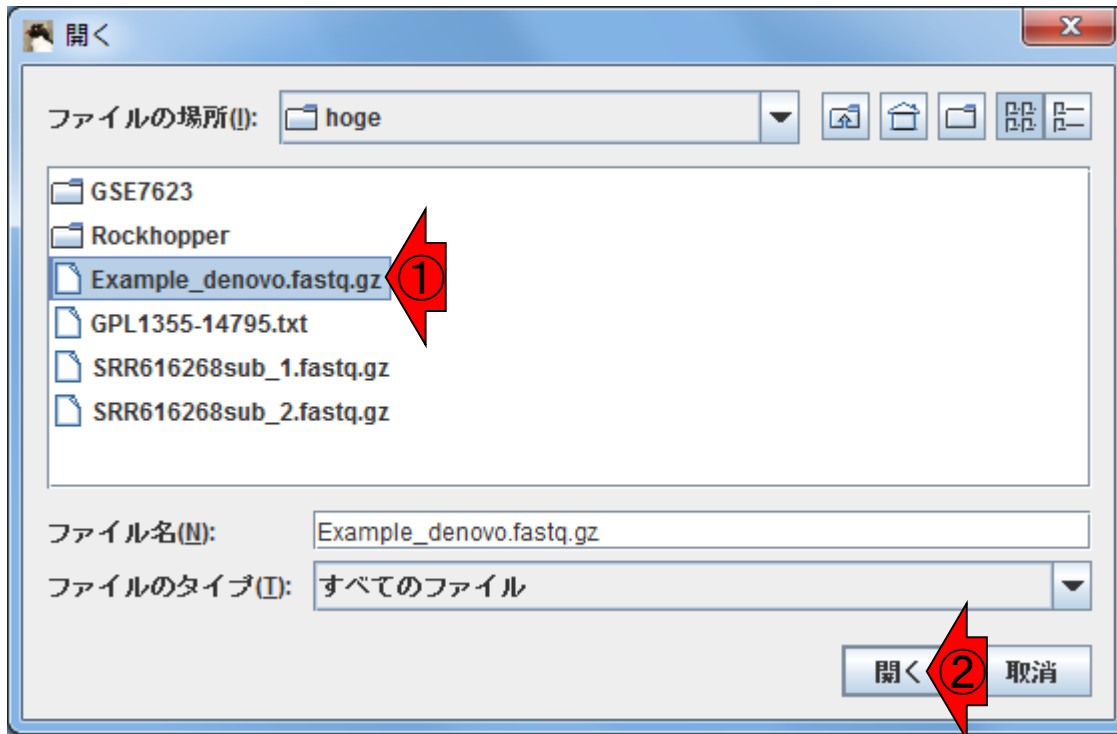 開く
ファイルの場所(I): hoge
GSE7623
Rockhopper
Example_denovo.fastq.gz ①
GPL1355-14795.txt
SRR616268sub_1.fastq.gz
SRR616268sub_2.fastq.gz
ファイル名(N): Example_denovo.fastq.gz
ファイルのタイプ(T): すべてのファイル
開く ② 取消